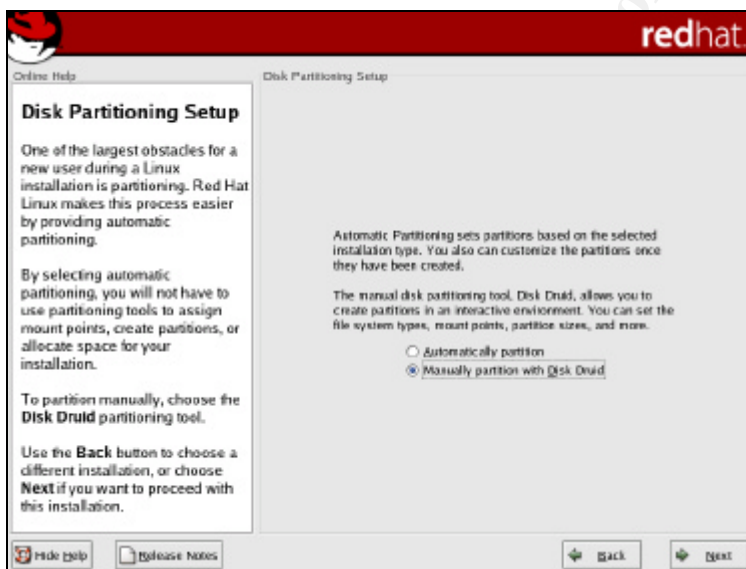 redhat.
Online Help
Disk Partitioning Setup
Disk Partitioning Setup
One of the largest obstacles for a
new user during a Linux
installation is partitioning. Red Hat
Linux makes this process easier
by providing automatic
partitioning.
By selecting automatic
partitioning, you will not have to
use partitioning tools to assign
mount points, create partitions, or
allocate space for your
installation.
To partition manually, choose the
Disk Druid partitioning tool.
Use the Back button to choose a
different installation, or choose
Next if you want to proceed with
this installation.
Automatic Partitioning sets partitions based on the selected
installation type. You also can customize the partitions once
they have been created.
The manual disk partitioning tool, Disk Druid, allows you to
create partitions in an interactive environment. You can set the
file system types, mount points, partition sizes, and more.
Automatically partition
Manually partition with Disk Druid
Hide Help
Release Notes
Back
Next